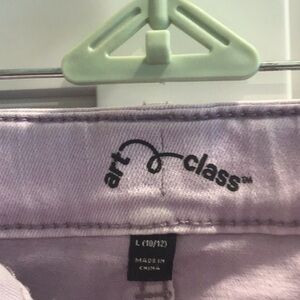 art class™
L (10/12)
MADE IN
CHINA